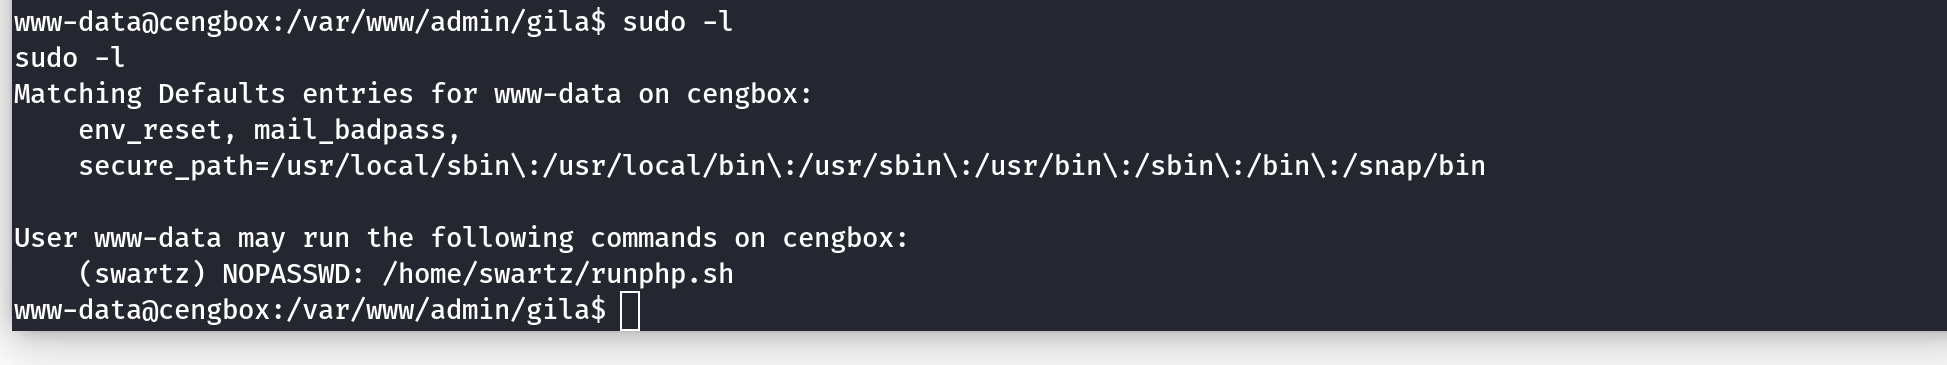 www-data@cengbox:/var/www/admin/gila$ sudo -l
sudo -l
Matching Defaults entries for www-data on cengbox:
    env_reset, mail_badpass,
    secure_path=/usr/local/sbin\:/usr/local/bin\:/usr/sbin\:/usr/bin\:/sbin\:/bin\:/snap/bin

User www-data may run the following commands on cengbox:
    (swartz) NOPASSWD: /home/swartz/runphp.sh
www-data@cengbox:/var/www/admin/gila$